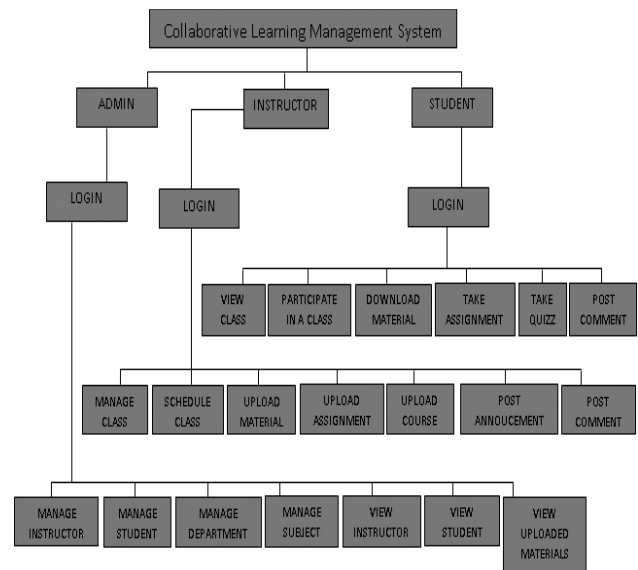 Collaborative Learning Management System
ADMIN
INSTRUCTOR
STUDENT
LOGIN
LOGIN
LOGIN
VIEW
CLASS
PARTICIPATE
IN A CLASS
DOWNLOAD
MATERIAL
TAKE
ASSIGNMENT
TAKE
QUIZZ
POST
COMMENT
MANAGE
CLASS
SCHEDULE
CLASS
UPLOAD
MATERIAL
UPLOAD
ASSIGNMENT
UPLOAD
COURSE
POST
ANNOUCEMENT
POST
COMMENT
MANAGE
INSTRUCTOR
MANAGE
STUDENT
MANAGE
DEPARTMENT
MANAGE
SUBJECT
VIEW
INSTRUCTOR
VIEW
STUDENT
VIEW
UPLOADED
MATERIALS